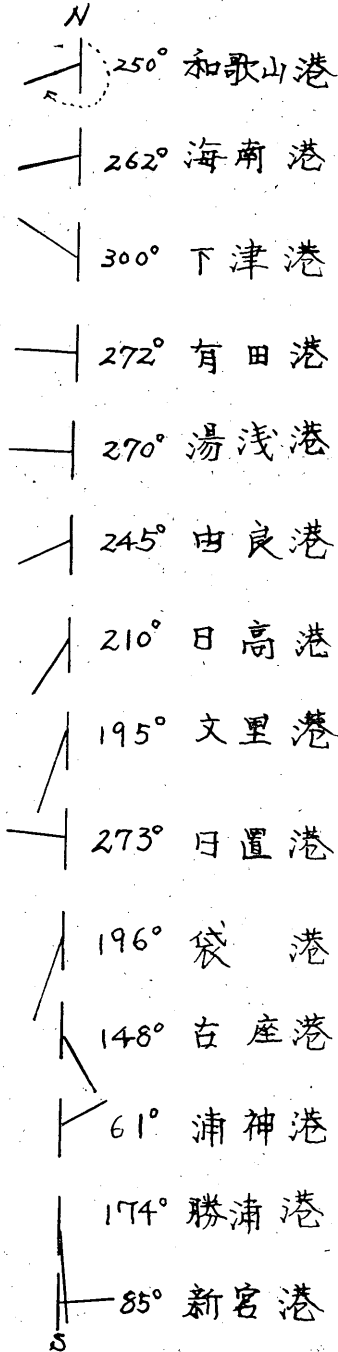 N
250° 和歌山港
262° 海南港
300° 下津港
272° 有田港
270° 湯浅港
245° 由良港
210° 日高港
195° 文里港
273° 日置港
196° 袋 港
148° 古座港
61° 浦神港
174° 勝浦港
85° 新宮港
S